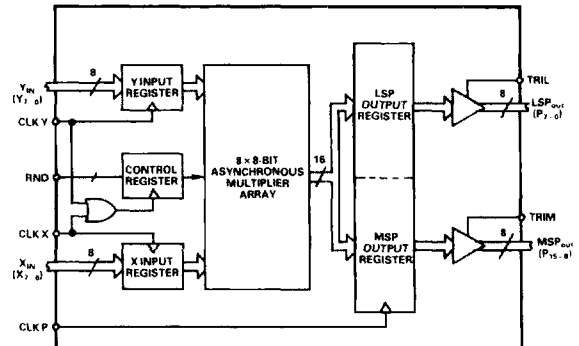 8
Y INPUT
REGISTER
Y_IN
(Y_7-0)
CLK Y
RND
CONTROL
REGISTER
CLK X
8
X INPUT
REGISTER
X_IN
(X_7-0)
CLK P
8 × 8-BIT
ASYNCHRONOUS
MULTIPLIER
ARRAY
16
LSP
OUTPUT
REGISTER
MSP
OUTPUT
REGISTER
TRIL
8
LSP_out
(P_7-0)
TRIM
8
MSP_out
(P_15-8)